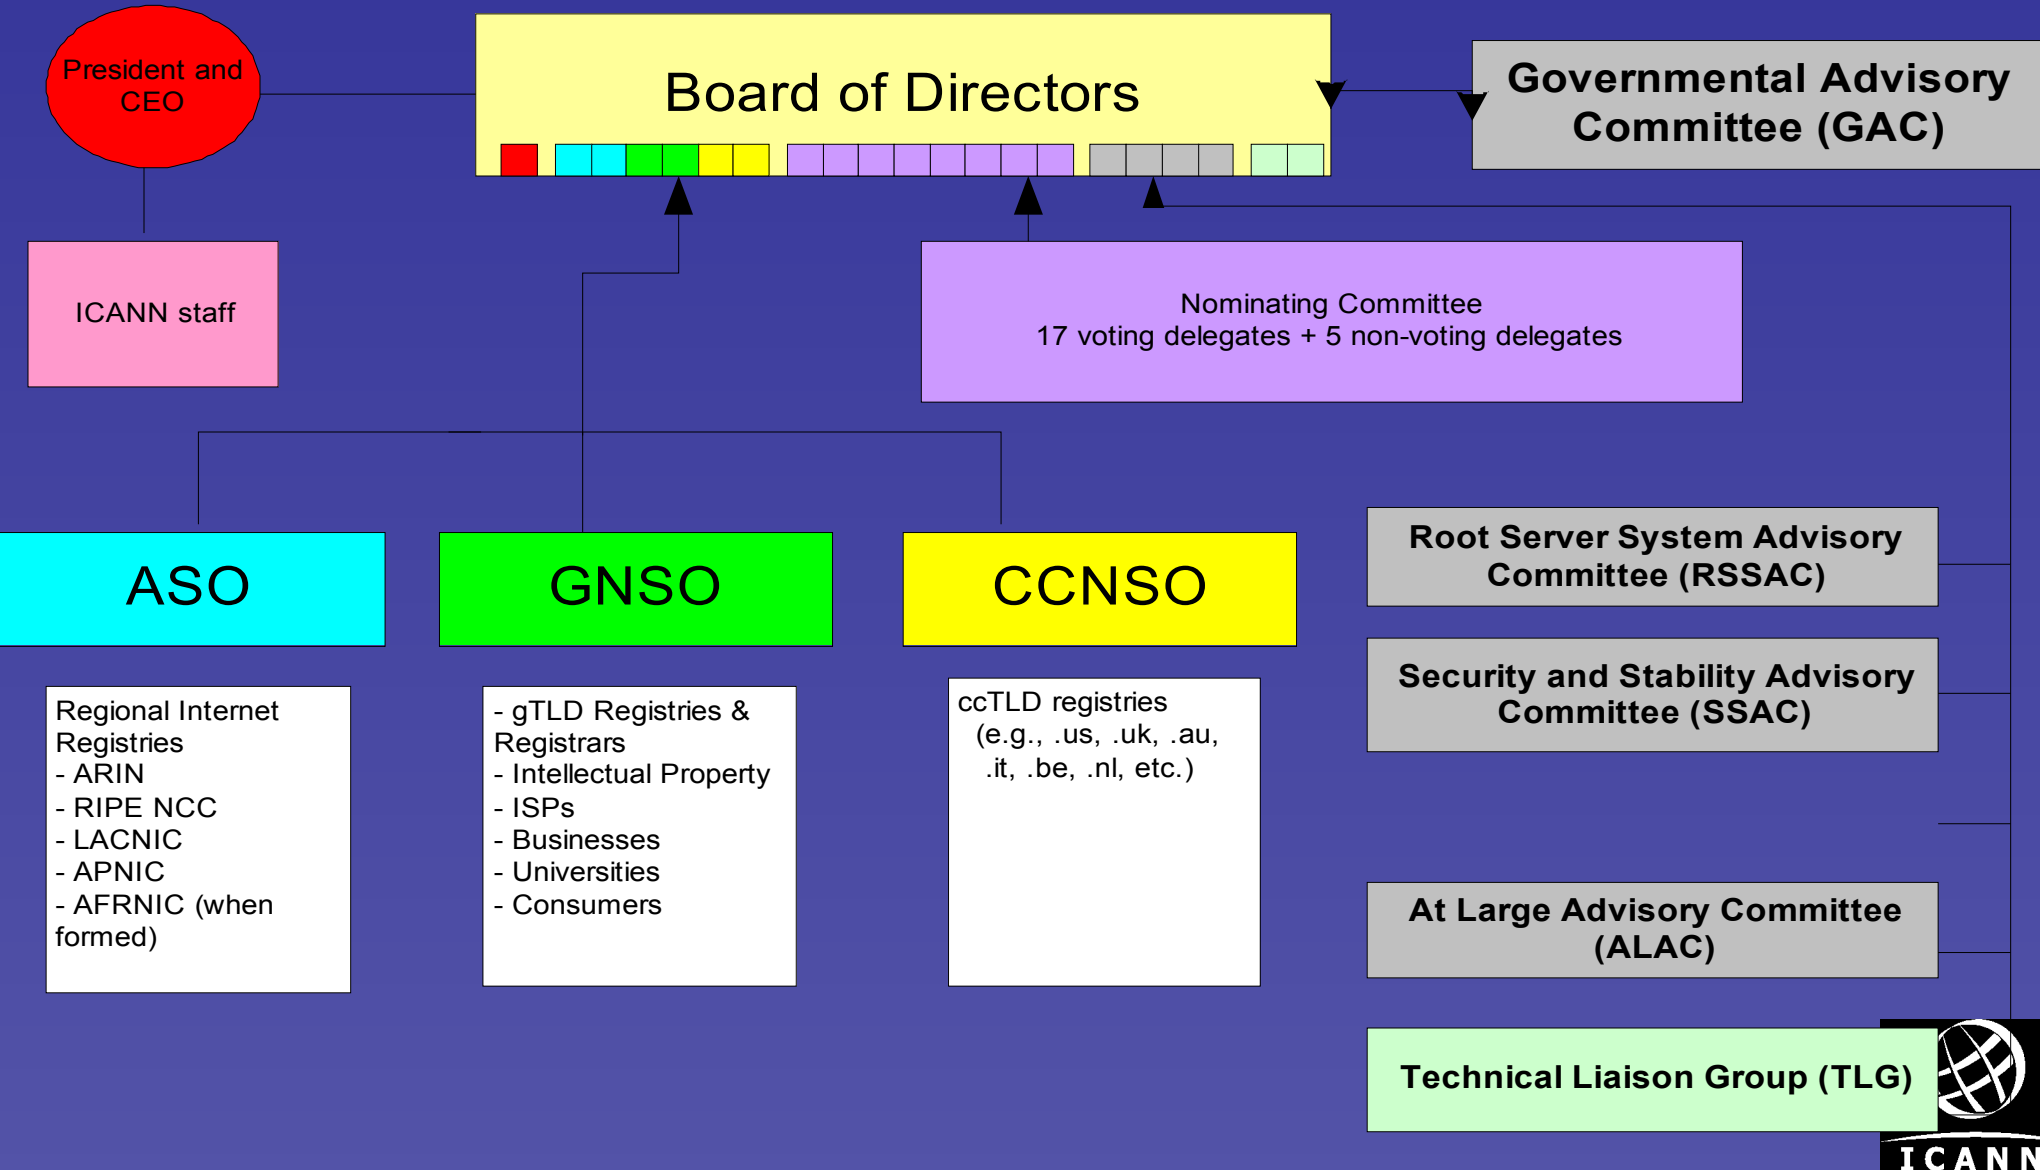 President and
CEO
Board of Directors
Governmental Advisory
Committee (GAC)
ICANN staff
Nominating Committee
17 voting delegates + 5 non-voting delegates
ASO
GNSO
CCNSO
Regional Internet
Registries
- ARIN
- RIPE NCC
- LACNIC
- APNIC
- AFRNIC (when
formed)
- gTLD Registries &
Registrars
- Intellectual Property
- ISPs
- Businesses
- Universities
- Consumers
ccTLD registries
(e.g., .us, .uk, .au,
.it, .be, .nl, etc.)
Root Server System Advisory
Committee (RSSAC)
Security and Stability Advisory
Committee (SSAC)
At Large Advisory Committee
(ALAC)
Technical Liaison Group (TLG)
ICANN